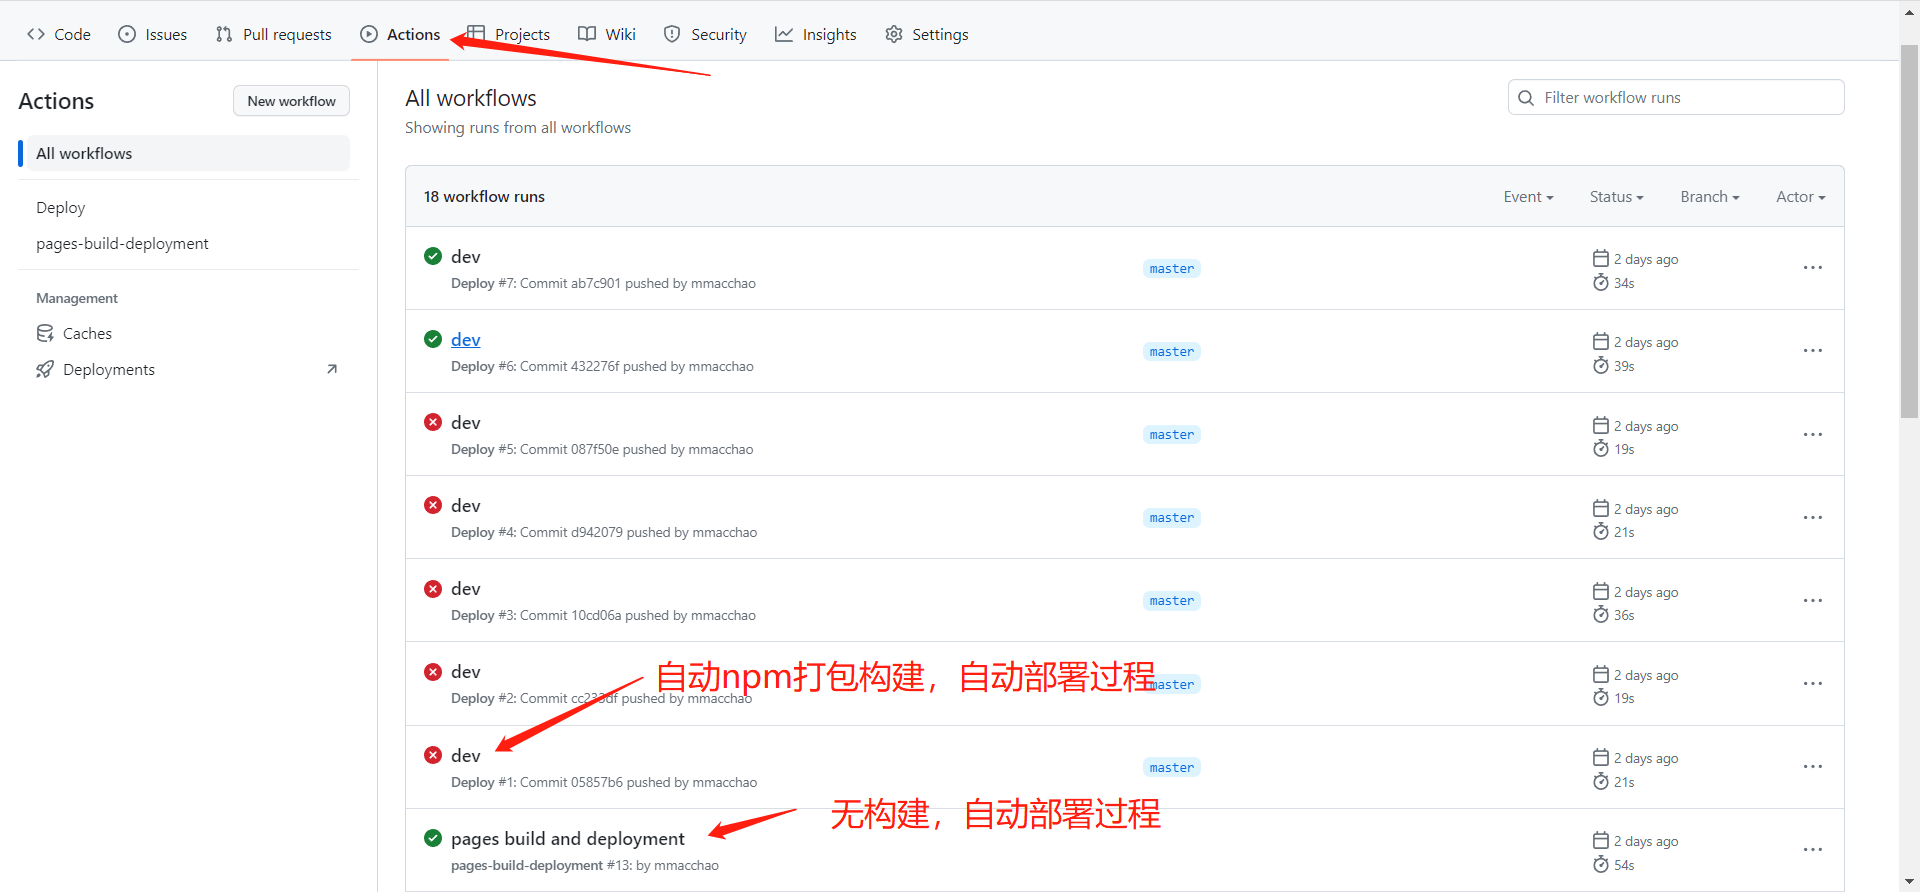 Code Issues Pull requests Actions Projects Wiki Security Insights Settings
Actions
New workflow
All workflows
Deploy
pages-build-deployment
Management
Caches
Deployments
All workflows
Showing runs from all workflows
Filter workflow runs
18 workflow runs
Event Status Branch Actor
dev
Deploy #7: Commit ab7c901 pushed by mmacchao
master
2 days ago
34s
dev
Deploy #6: Commit 432276f pushed by mmacchao
master
2 days ago
39s
dev
Deploy #5: Commit 087f50e pushed by mmacchao
master
2 days ago
19s
dev
Deploy #4: Commit d942079 pushed by mmacchao
master
2 days ago
21s
dev
Deploy #3: Commit 10cd06a pushed by mmacchao
master
2 days ago
36s
dev
自动npm打包构建，自动部署过程
Deploy #2: Commit pushed by mmacchao
master
2 days ago
19s
dev
Deploy #1: Commit 05857b6 pushed by mmacchao
master
2 days ago
21s
无构建，自动部署过程
pages build and deployment
pages-build-deployment #13: by mmacchao
2 days ago
54s